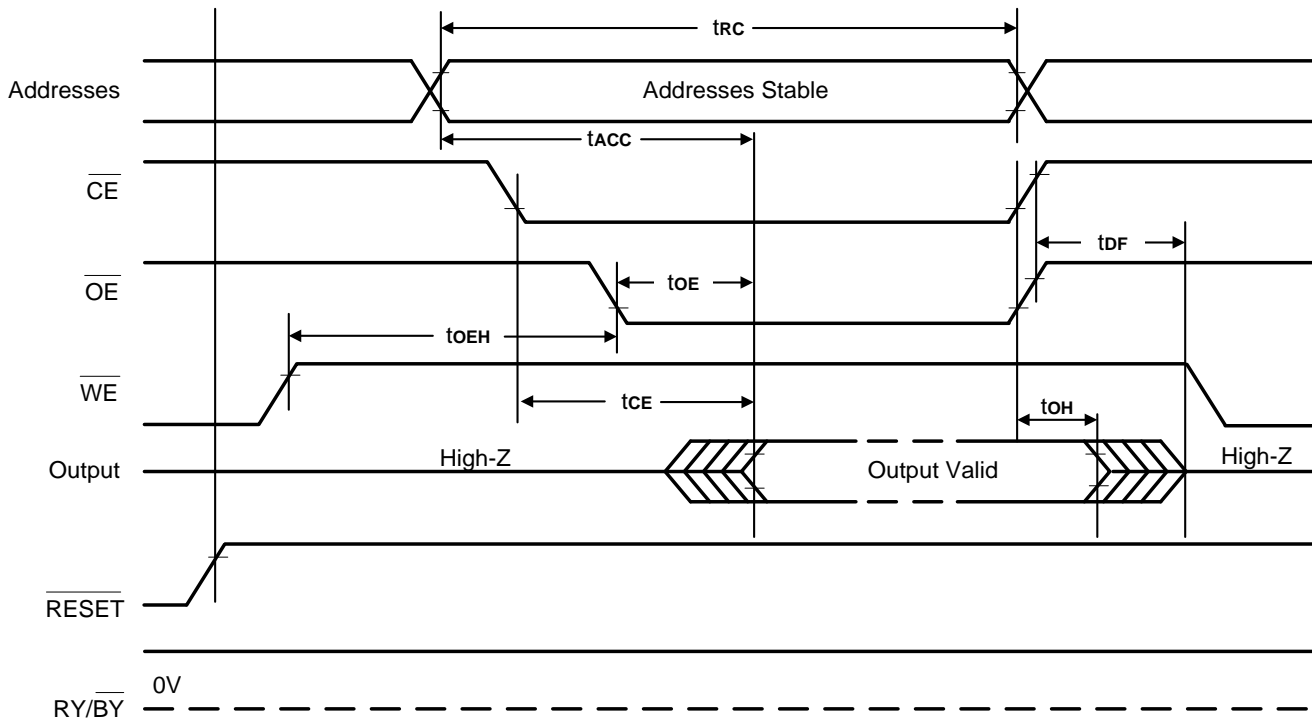 tRC
Addresses
Addresses Stable
tACC
CE
tDF
OE
tOE
tOEH
WE
tCE
tOH
Output
High-Z
Output Valid
High-Z
RESET
0V
RY/BY